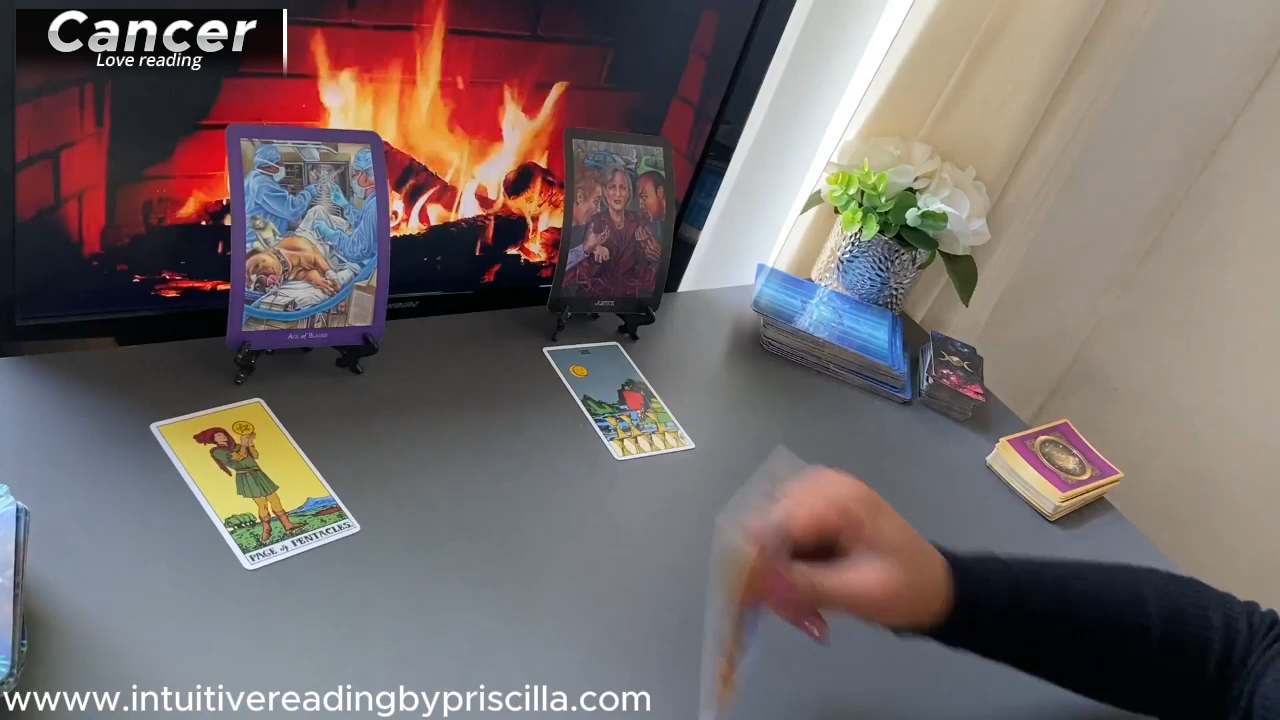 Cancer
Love reading
Ace of Blades
Justice
PAGE of PENTACLES
www.intuitivereadingbypriscilla.com